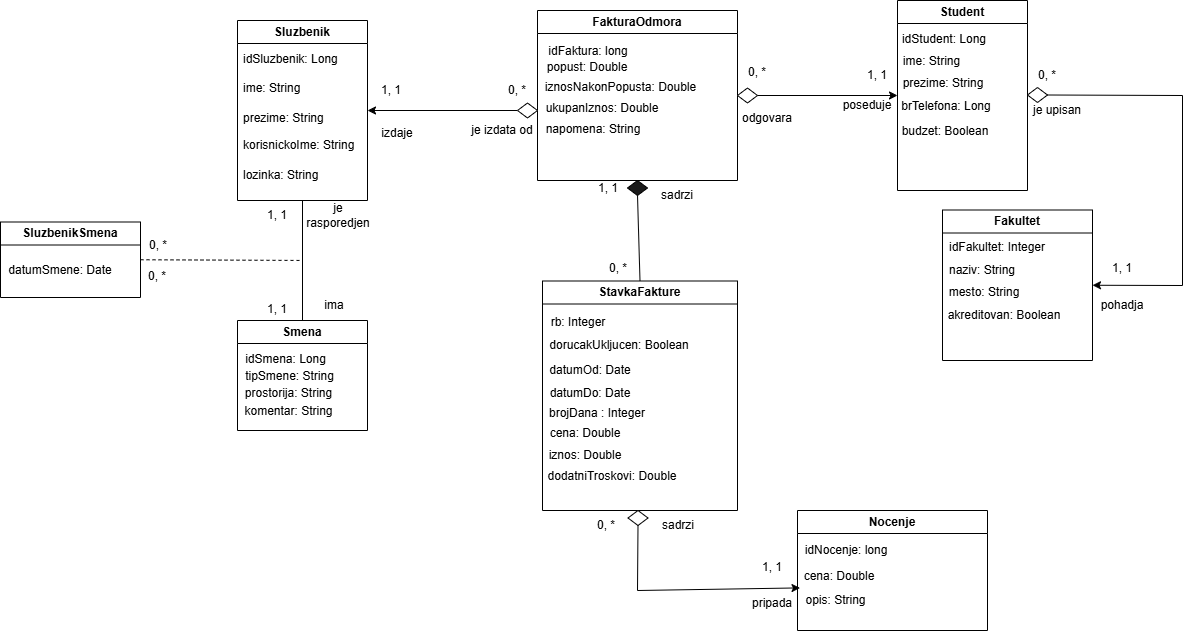 Sluzbenik
idSluzbenik: Long
ime: String
prezime: String
korisnickoIme: String
lozinka: String
1, 1
izdaje
0, *
je izdata od
FakturaOdmora
idFaktura: long
popust: Double
iznosNakonPopusta: Double
ukupanIznos: Double
napomena: String
0, *
odgovara
1, 1
poseduje
Student
idStudent: Long
ime: String
prezime: String
brTelefona: Long
budzet: Boolean
0, *
je upisan
1, 1
je
rasporedjen
SluzbenikSmena
datumSmene: Date
0, *
0, *
1, 1
ima
Smena
idSmena: Long
tipSmene: String
prostorija: String
komentar: String
1, 1
sadrzi
0, *
StavkaFakture
rb: Integer
dorucakUkljucen: Boolean
datumOd: Date
datumDo: Date
brojDana : Integer
cena: Double
iznos: Double
dodatniTroskovi: Double
Fakultet
idFakultet: Integer
naziv: String
mesto: String
akreditovan: Boolean
1, 1
pohadja
0, *
sadrzi
1, 1
pripada
Nocenje
idNocenje: long
cena: Double
opis: String